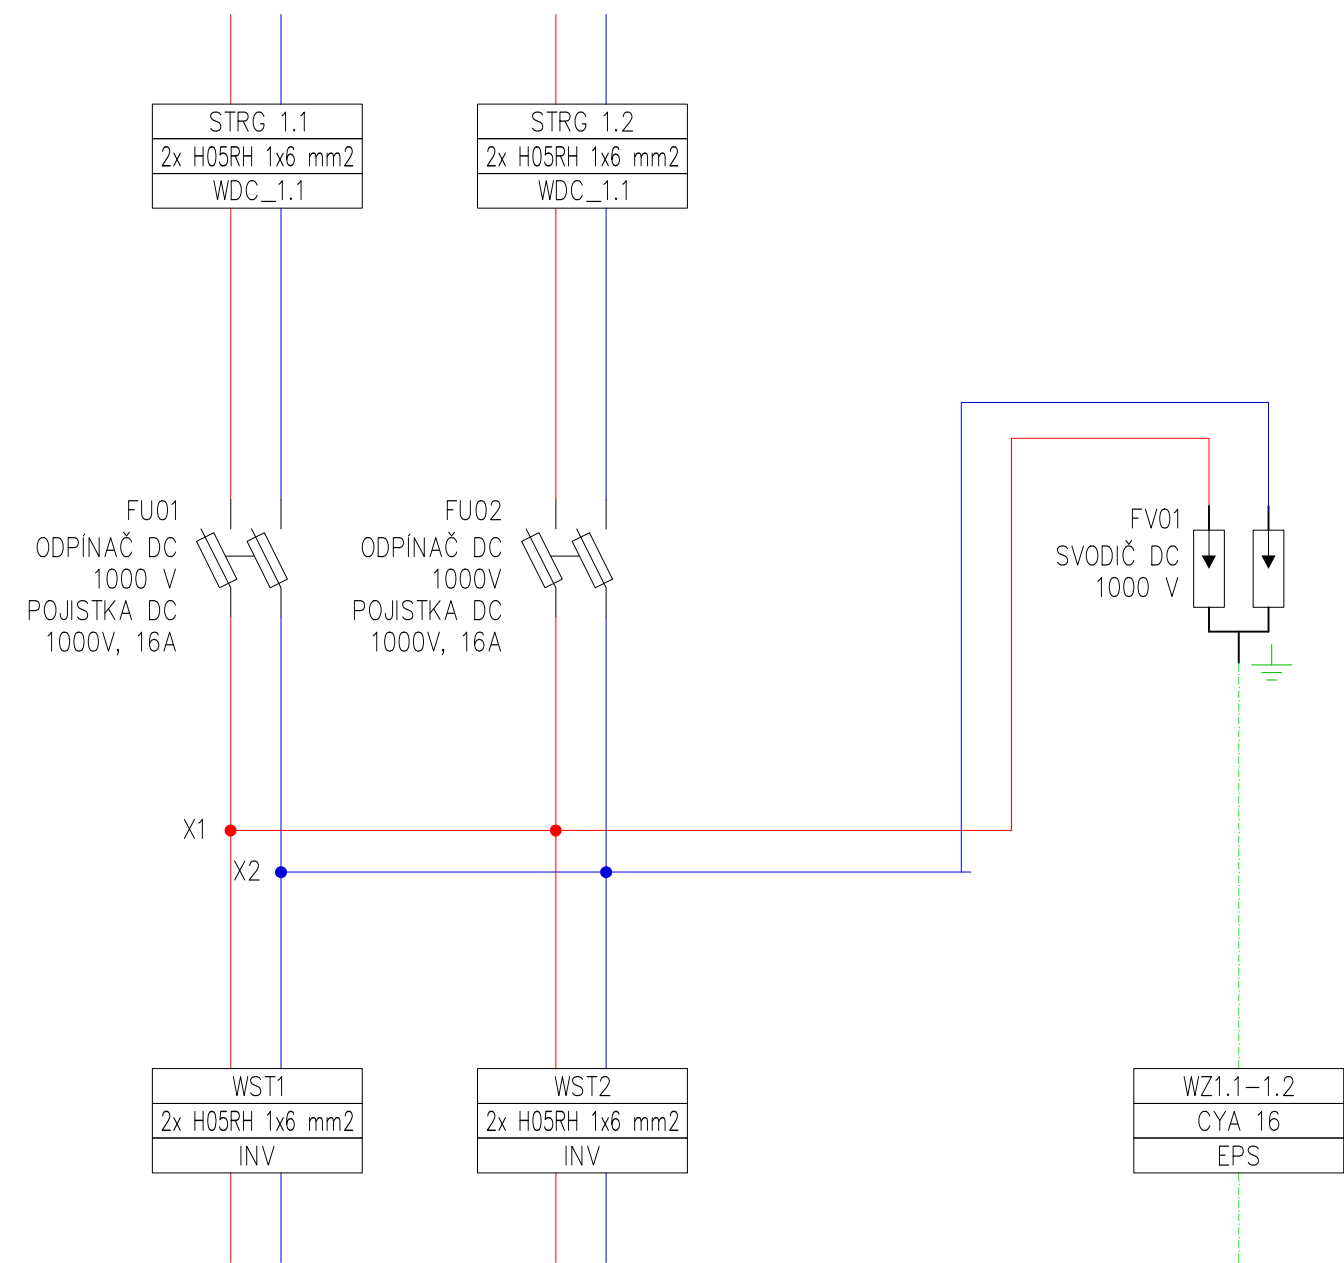 STRG 1.1
2x H05RH 1x6 mm2
WDC_1.1
STRG 1.2
2x H05RH 1x6 mm2
WDC_1.1
FU01
ODPÍNAČ DC
1000 V
POJISTKA DC
1000V, 16A
FU02
ODPÍNAČ DC
1000V
POJISTKA DC
1000V, 16A
FV01
SVODIČ DC
1000 V
X1
X2
WST1
2x H05RH 1x6 mm2
INV
WST2
2x H05RH 1x6 mm2
INV
WZ1.1-1.2
CYA 16
EPS